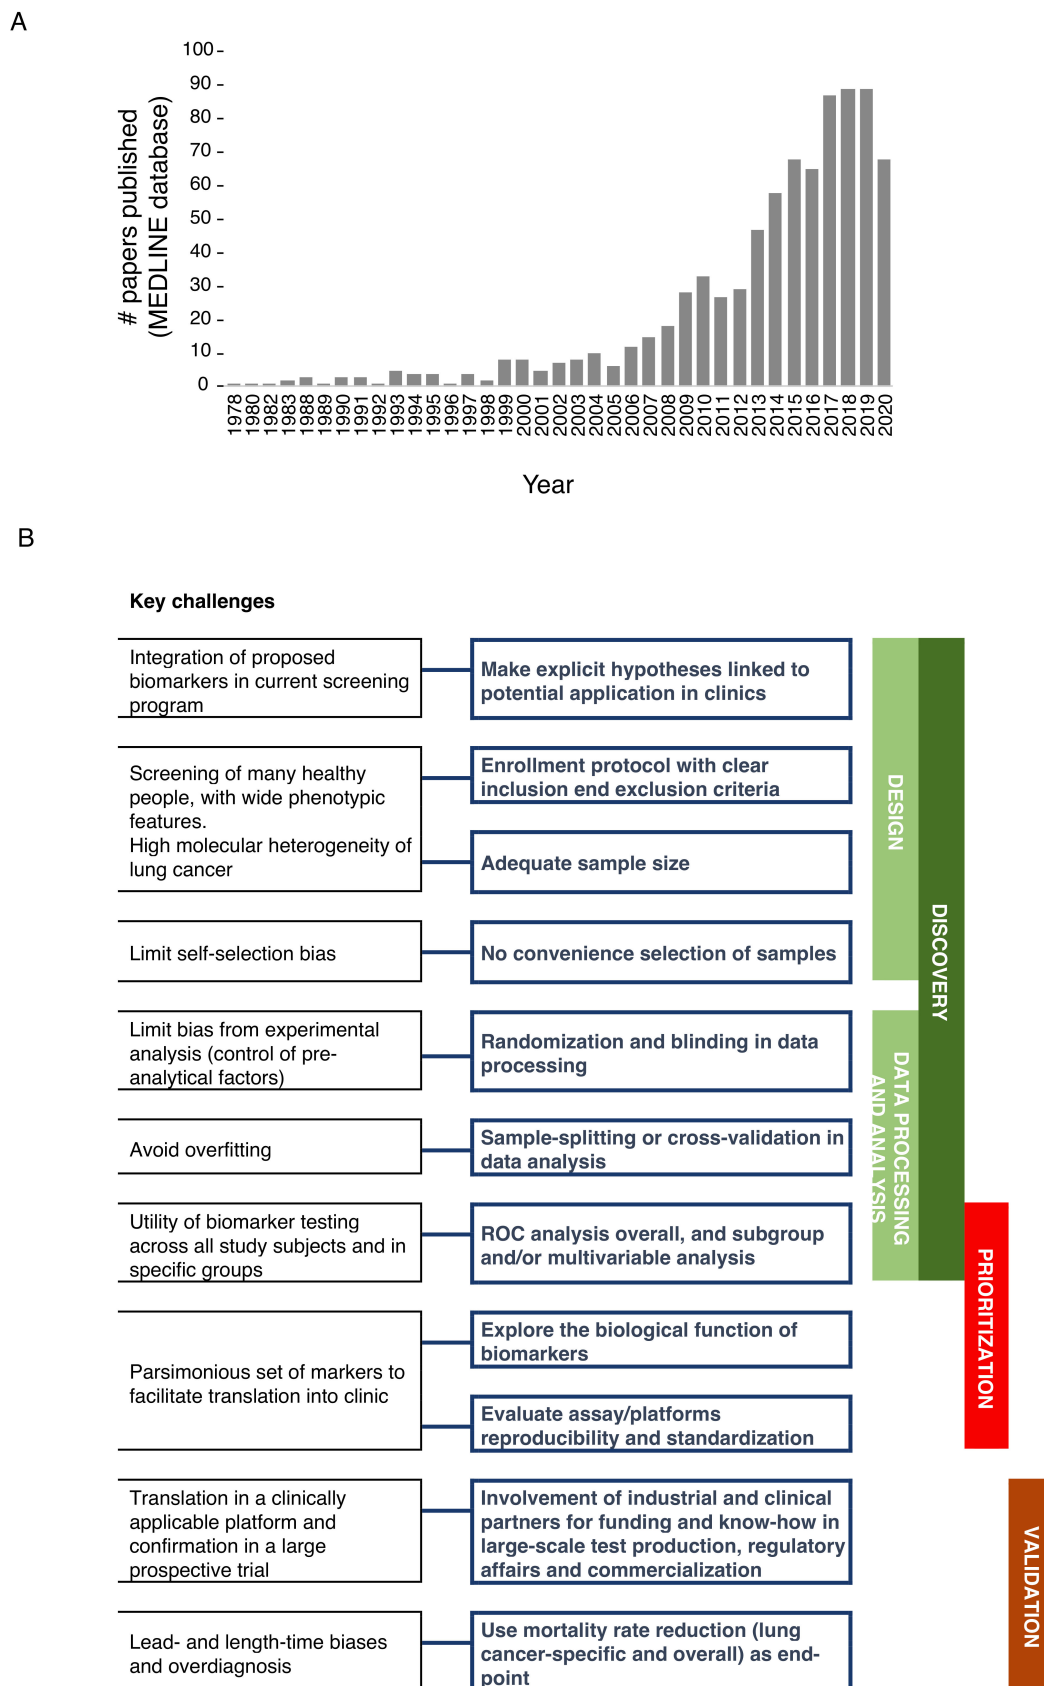 A
# papers published
(MEDLINE database)
100
90
80
70
60
50
40
30
20
10
0
1978
1980
1982
1983
1988
1989
1990
1991
1992
1993
1994
1995
1996
1997
1998
1999
2000
2001
2002
2003
2004
2005
2006
2007
2008
2009
2010
2011
2012
2013
2014
2015
2016
2017
2018
2019
2020
Year
B
Key challenges
Integration of proposed
biomarkers in current screening
program
Make explicit hypotheses linked to
potential application in clinics
Screening of many healthy
people, with wide phenotypic
features.
High molecular heterogeneity of
lung cancer
Enrollment protocol with clear
inclusion end exclusion criteria
Adequate sample size
Limit self-selection bias
No convenience selection of samples
Limit bias from experimental
analysis (control of pre-
analytical factors)
Randomization and blinding in data
processing
Avoid overfitting
Sample-splitting or cross-validation in
data analysis
Utility of biomarker testing
across all study subjects and in
specific groups
ROC analysis overall, and subgroup
and/or multivariable analysis
Parsimonious set of markers to
facilitate translation into clinic
Explore the biological function of
biomarkers
Evaluate assay/platforms
reproducibility and standardization
Translation in a clinically
applicable platform and
confirmation in a large
prospective trial
Involvement of industrial and clinical
partners for funding and know-how in
large-scale test production, regulatory
affairs and commercialization
Lead- and length-time biases
and overdiagnosis
Use mortality rate reduction (lung
cancer-specific and overall) as end-
point
DESIGN
DATA PROCESSING
AND ANALYSIS
DISCOVERY
PRIORITIZATION
VALIDATION